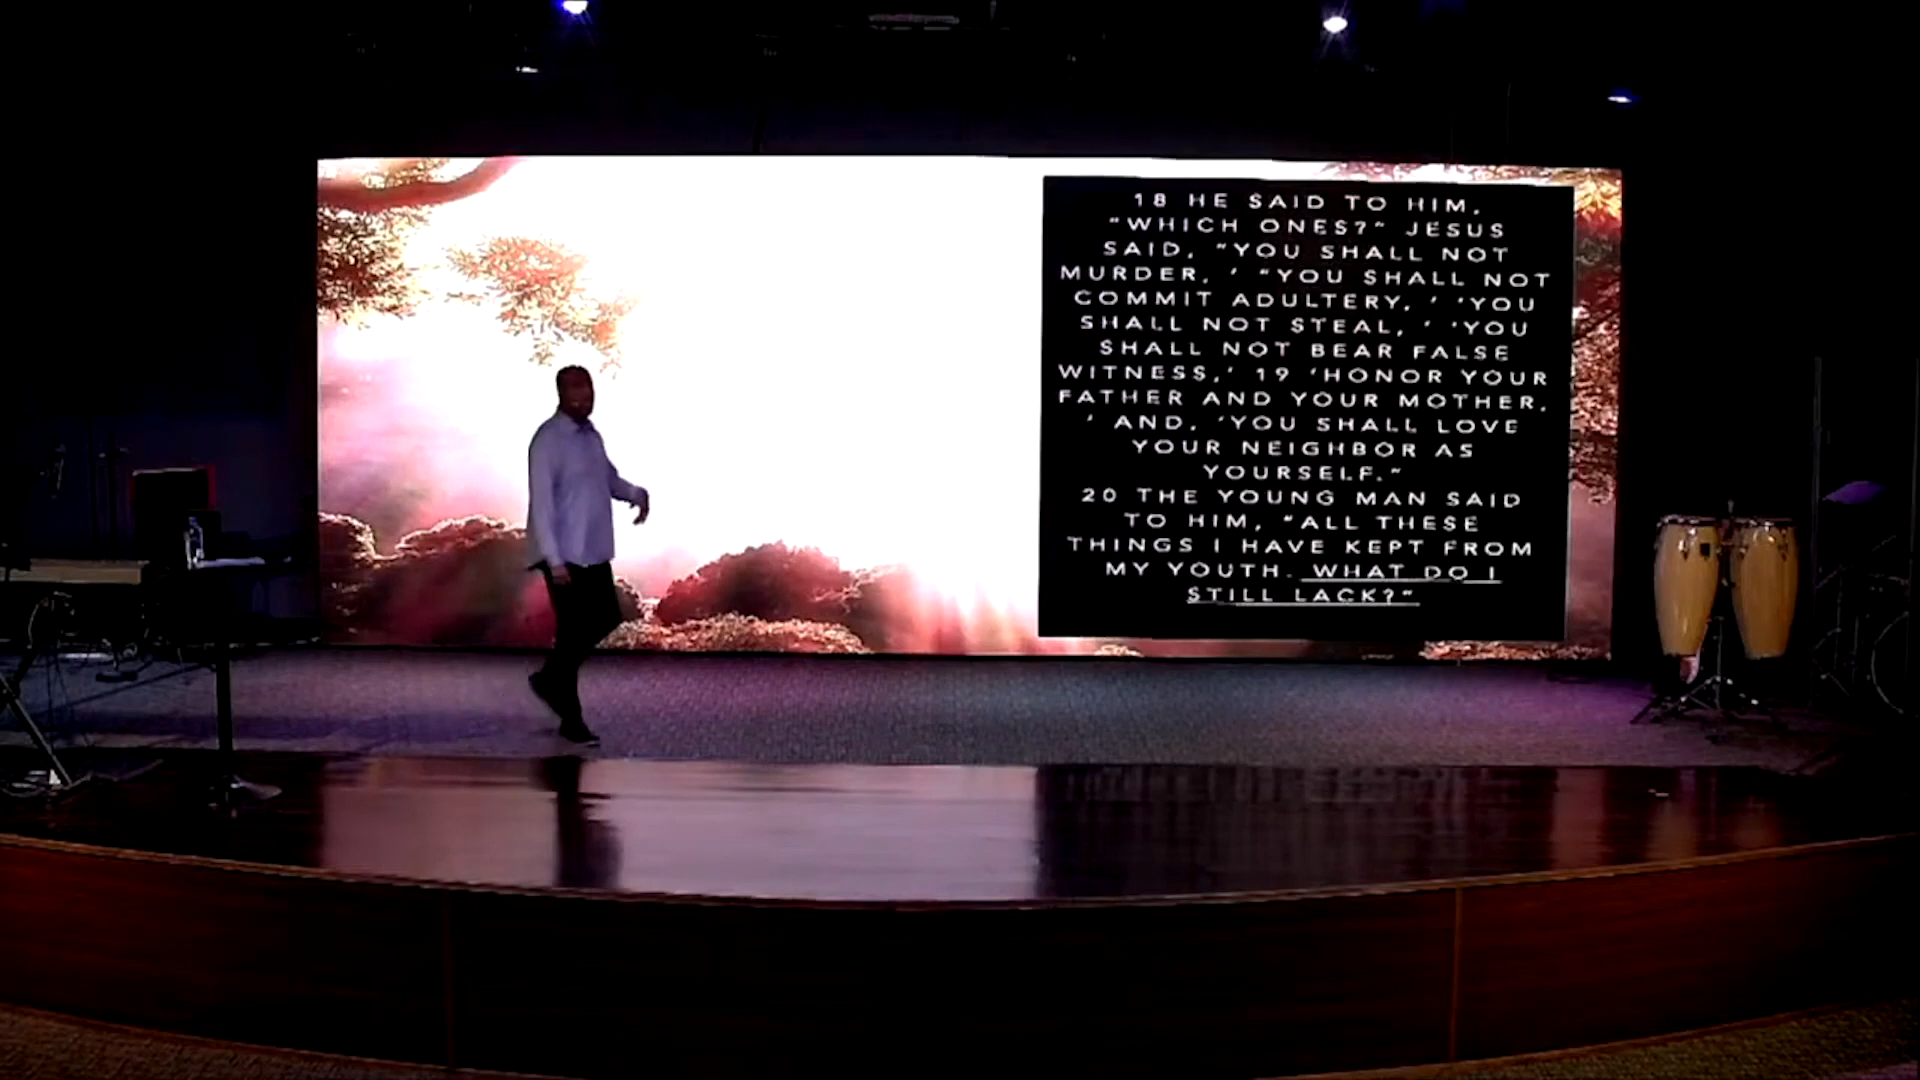 18 HE SAID TO HIM,
"WHICH ONES?" JESUS
SAID, "YOU SHALL NOT
MURDER, ' "YOU SHALL NOT
COMMIT ADULTERY, ' 'YOU
SHALL NOT STEAL, ' 'YOU
SHALL NOT BEAR FALSE
WITNESS,' 19 'HONOR YOUR
FATHER AND YOUR MOTHER,
' AND, 'YOU SHALL LOVE
YOUR NEIGHBOR AS
YOURSELF."
20 THE YOUNG MAN SAID
TO HIM, "ALL THESE
THINGS I HAVE KEPT FROM
MY YOUTH. WHAT DO I
STILL LACK?"